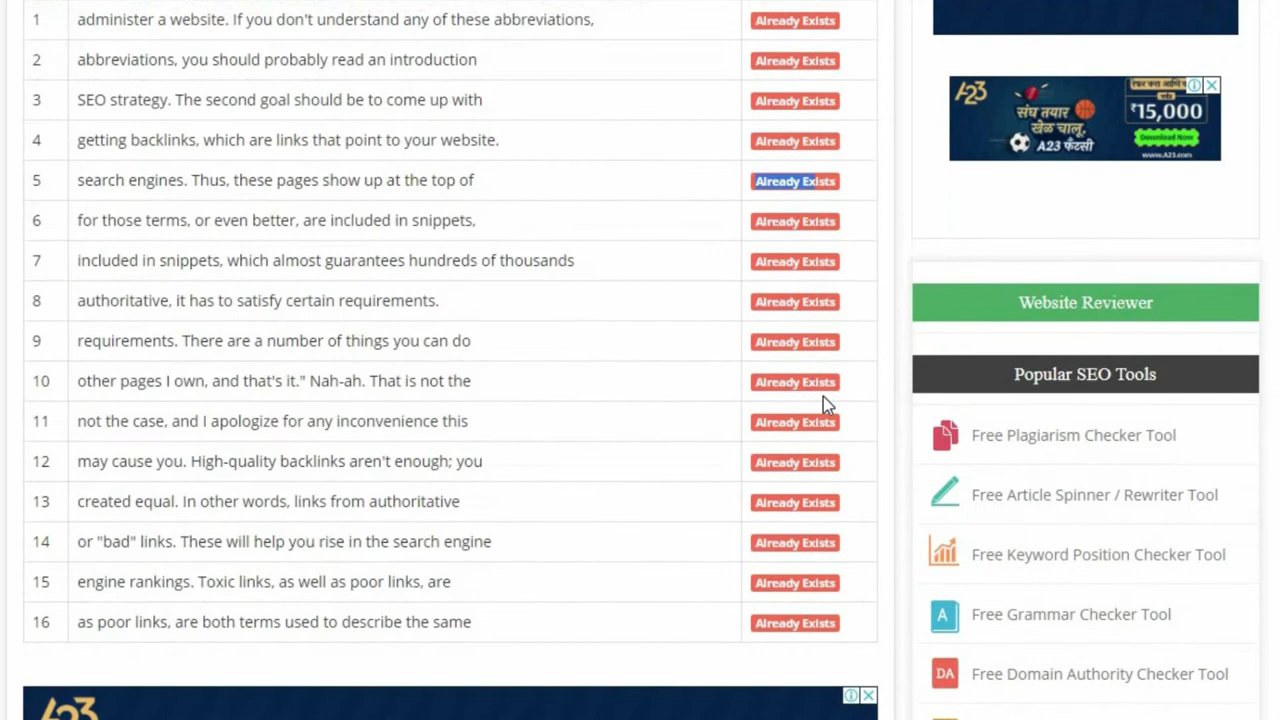 1 administer a website. If you don't understand any of these abbreviations, Already Exists
2 abbreviations, you should probably read an introduction Already Exists
3 SEO strategy. The second goal should be to come up with Already Exists
4 getting backlinks, which are links that point to your website. Already Exists
5 search engines. Thus, these pages show up at the top of Already Exists
6 for those terms, or even better, are included in snippets, Already Exists
7 included in snippets, which almost guarantees hundreds of thousands Already Exists
8 authoritative, it has to satisfy certain requirements. Already Exists
9 requirements. There are a number of things you can do Already Exists
10 other pages I own, and that's it." Nah-ah. That is not the Already Exists
11 not the case, and I apologize for any inconvenience this Already Exists
12 may cause you. High-quality backlinks aren't enough; you Already Exists
13 created equal. In other words, links from authoritative Already Exists
14 or "bad" links. These will help you rise in the search engine Already Exists
15 engine rankings. Toxic links, as well as poor links, are Already Exists
16 as poor links, are both terms used to describe the same Already Exists
A23
A23
संघ तयार
खेळ चालू,
A23 फँटसी
₹15,000
Download Now
www.A23.com
Website Reviewer
Popular SEO Tools
Free Plagiarism Checker Tool
Free Article Spinner / Rewriter Tool
Free Keyword Position Checker Tool
A Free Grammar Checker Tool
DA Free Domain Authority Checker Tool